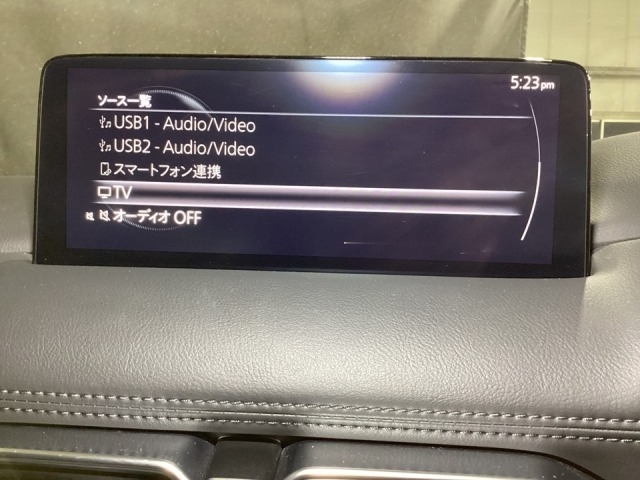 5:23pm
ソース一覧
USB1 - Audio/Video
USB2 - Audio/Video
スマートフォン連携
TV
オーディオ OFF